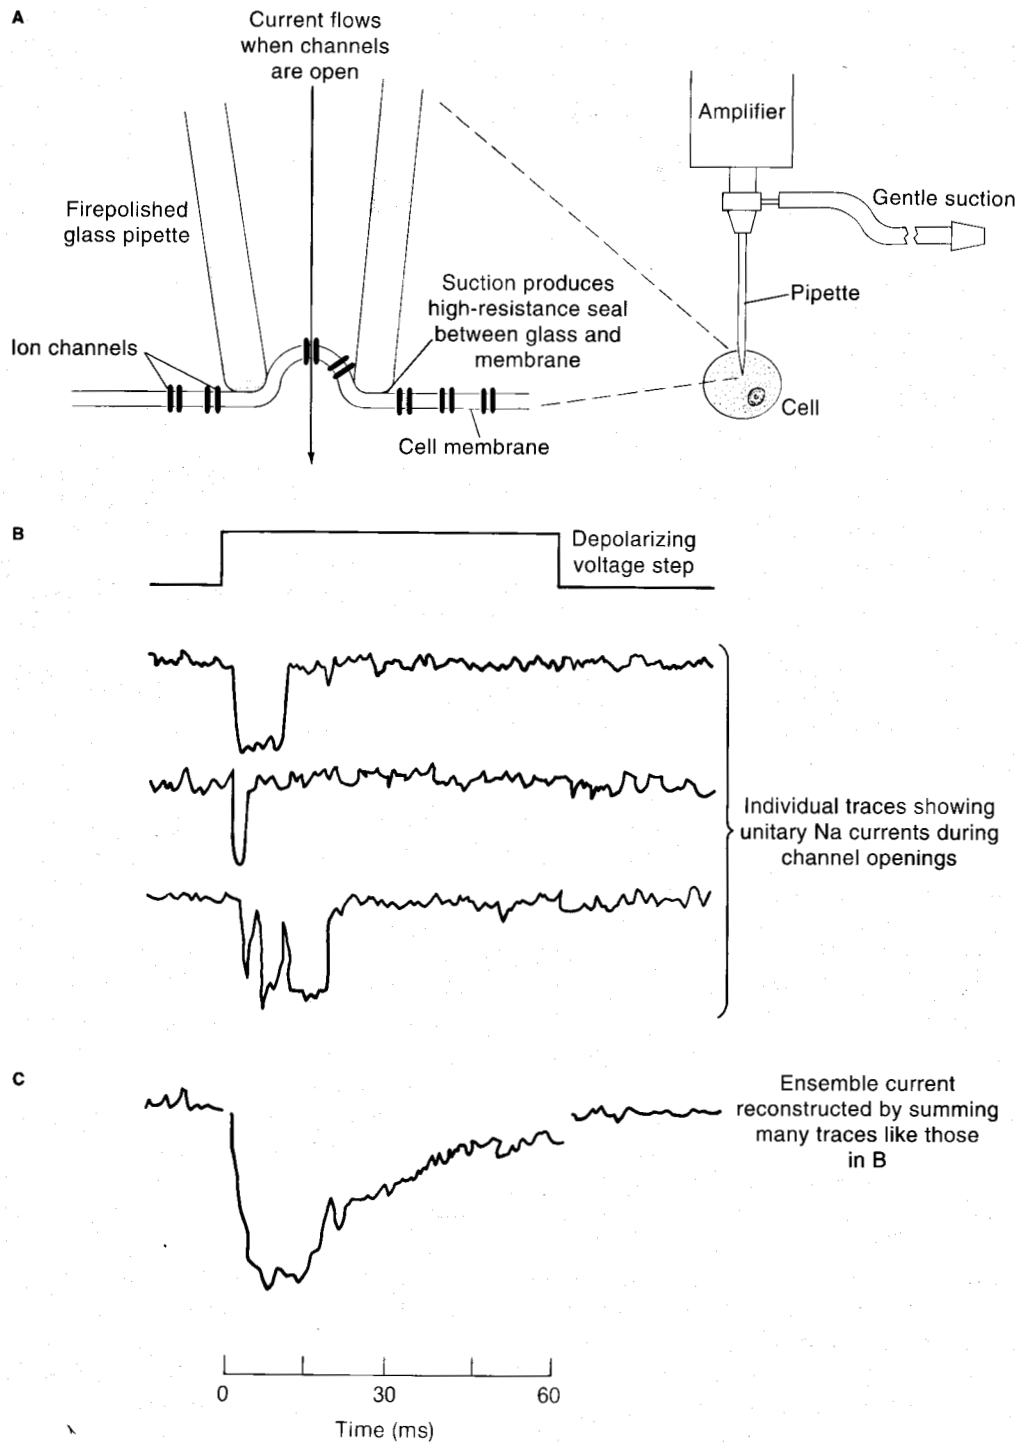 A
Current flows
when channels
are open
Amplifier
Gentle suction
Firepolished
glass pipette
Suction produces
high-resistance seal
between glass and
membrane
Pipette
Ion channels
Cell
Cell membrane
B
Depolarizing
voltage step
Individual traces showing
unitary Na currents during
channel openings
C
Ensemble current
reconstructed by summing
many traces like those
in B
0 30 60
Time (ms)